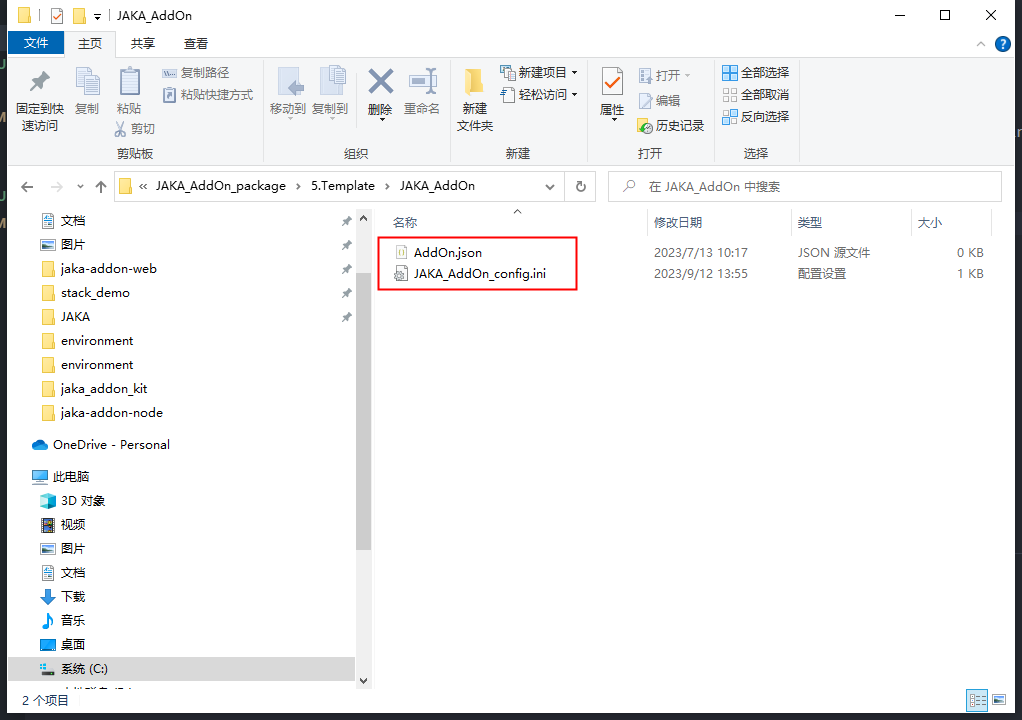 JAKA_AddOn
文件 主页 共享 查看
固定到快速访问
复制
粘贴
复制路径
粘贴快捷方式
剪切
剪贴板
移动到
复制到
删除
重命名
组织
新建文件夹
新建项目
轻松访问
新建
属性
打开
编辑
历史记录
打开
全部选择
全部取消
反向选择
选择
« JAKA_AddOn_package › 5.Template › JAKA_AddOn
在 JAKA_AddOn 中搜索
文档
图片
jaka-addon-web
stack_demo
JAKA
environment
environment
jaka_addon_kit
jaka-addon-node
OneDrive - Personal
此电脑
3D 对象
视频
图片
文档
下载
音乐
桌面
系统 (C:)
名称 修改日期 类型 大小
AddOn.json 2023/7/13 10:17 JSON 源文件 0 KB
JAKA_AddOn_config.ini 2023/9/12 13:55 配置设置 1 KB
2 个项目